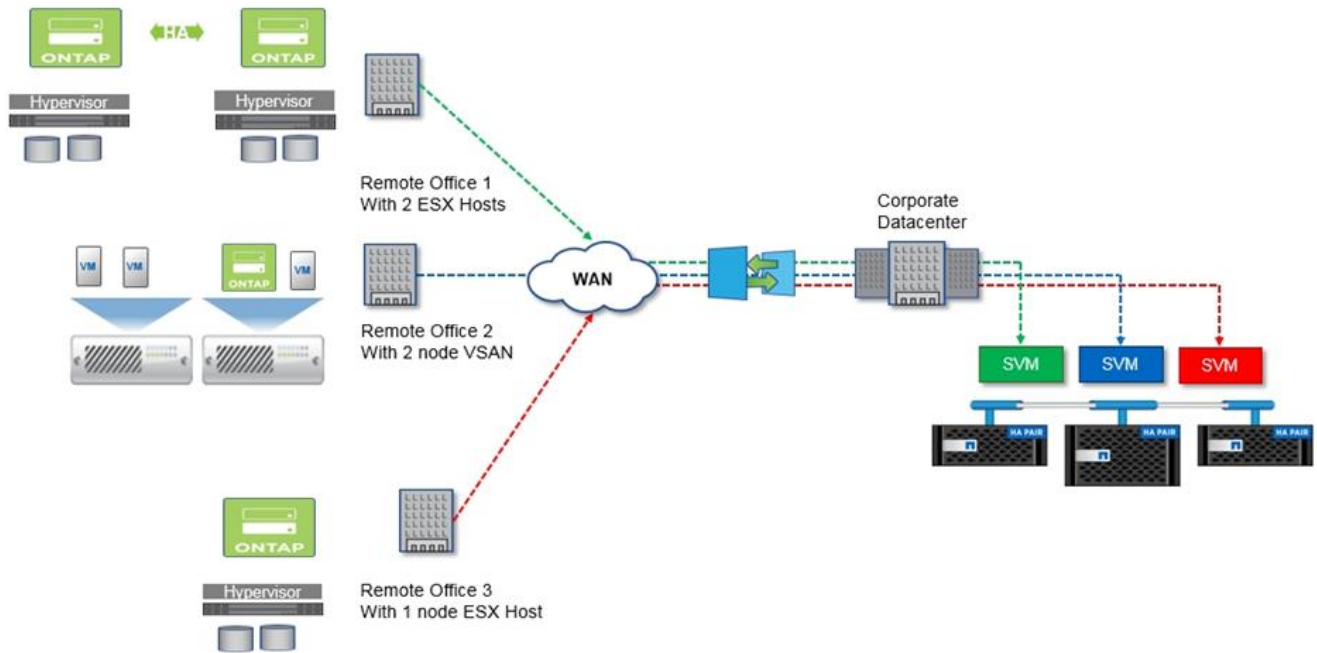 ONTAP
HA
ONTAP
Hypervisor
Hypervisor
Remote Office 1
With 2 ESX Hosts
VM
VM
ONTAP
VM
Remote Office 2
With 2 node VSAN
WAN
Corporate
Datacenter
SVM
SVM
SVM
HA PAIR
HA PAIR
HA PAIR
ONTAP
Hypervisor
Remote Office 3
With 1 node ESX Host